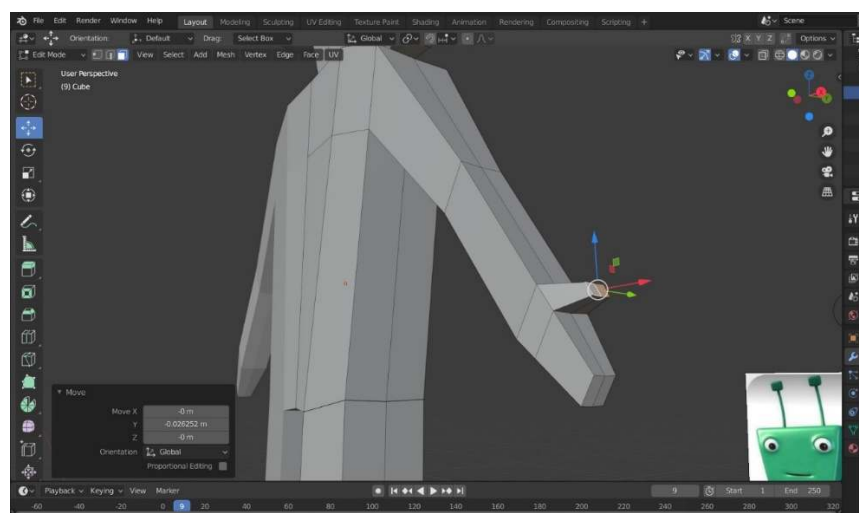 File Edit Render Window Help Layout Modeling Sculpting UV Editing Texture Paint Shading Animation Rendering Compositing Scripting + Scene
Orientation: Default Drag: Select Box Global X Y Z Options
Edit Mode View Select Add Mesh Vertex Edge Face UV
User Perspective
(9) Cube
Move
Move X -0 m
Y -0.026252 m
Z -0 m
Orientation Global
Proportional Editing
Playback Keying View Marker 9 Start 1 End 250
-60 -40 -20 0 9 20 40 60 80 100 120 140 160 180 200 220 240 260 280 300 320